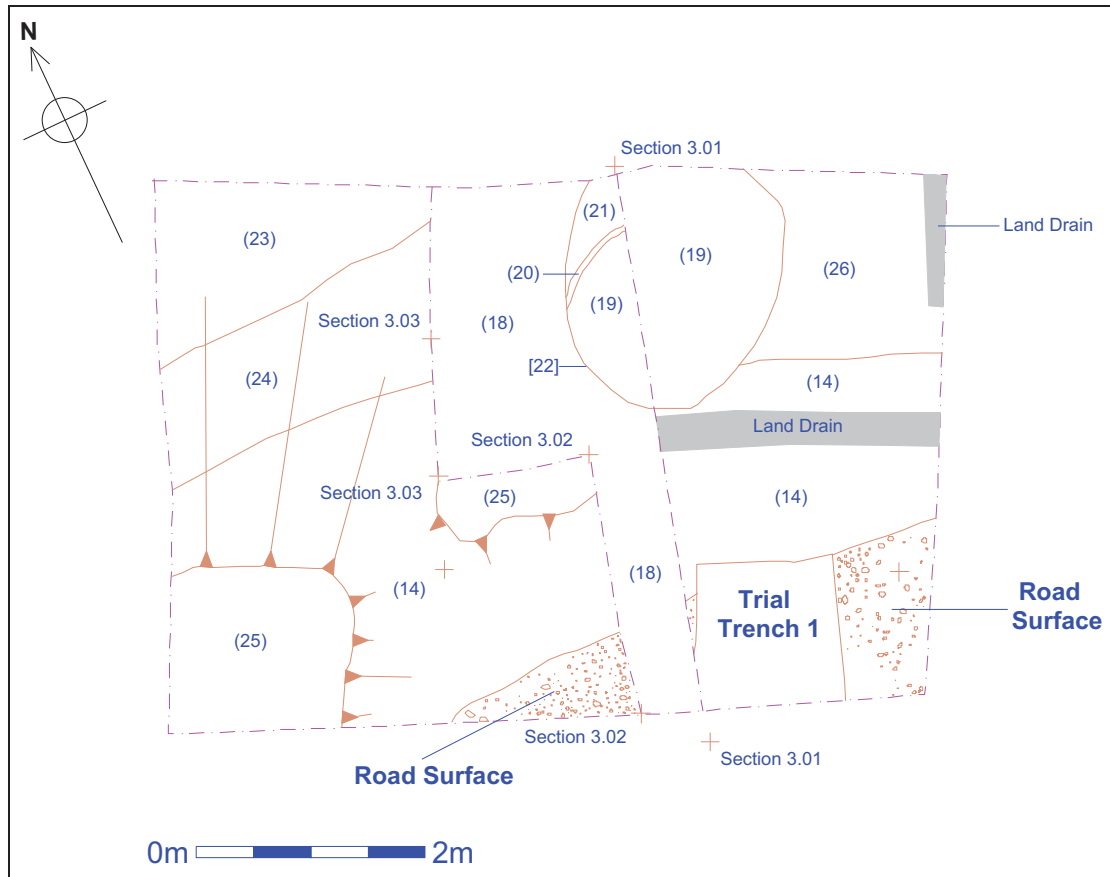 N
Section 3.01
(21)
(23)
Land Drain
(19)
(26)
(20)
(19)
Section 3.03
(18)
[22]
(24)
(14)
Land Drain
Section 3.02
Section 3.03
(25)
(14)
(14)
(18)
Trial
Trench 1
Road
Surface
(25)
Section 3.02
Section 3.01
Road Surface
0m
2m